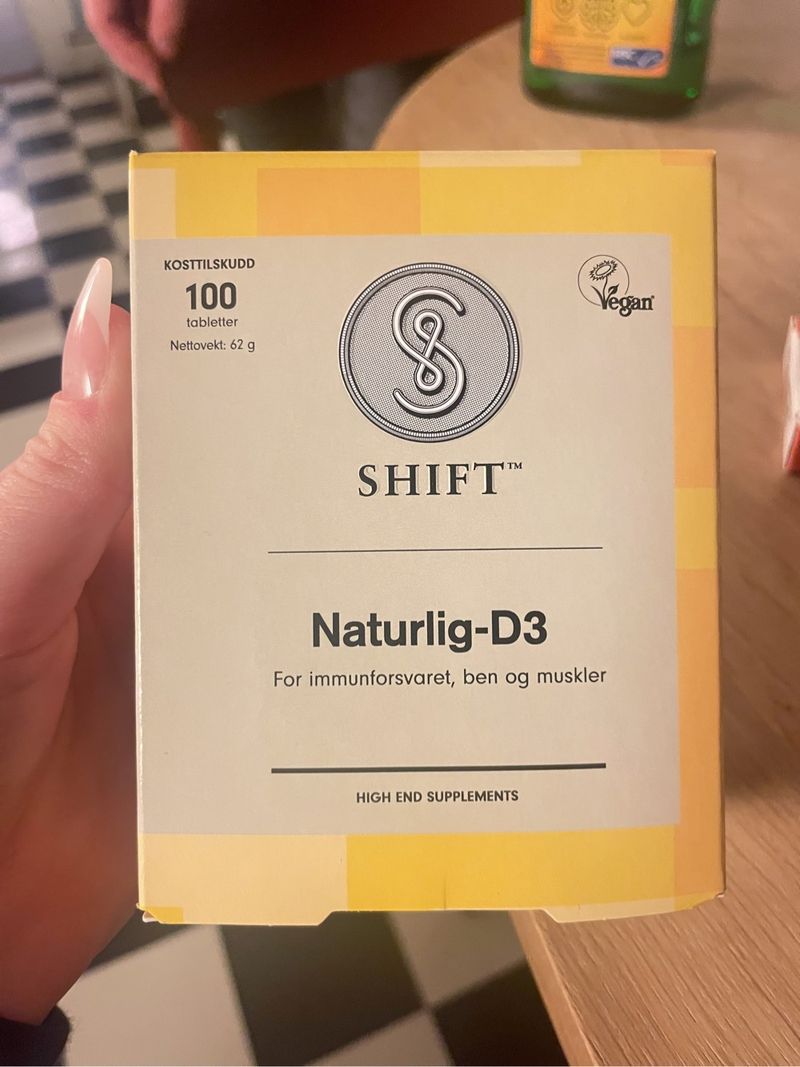 KOSTTILSKUDD
100
tabletter
Nettovekt: 62 g
Vegan
SHIFT™
Naturlig-D3
For immunforsvaret, ben og muskler
HIGH END SUPPLEMENTS